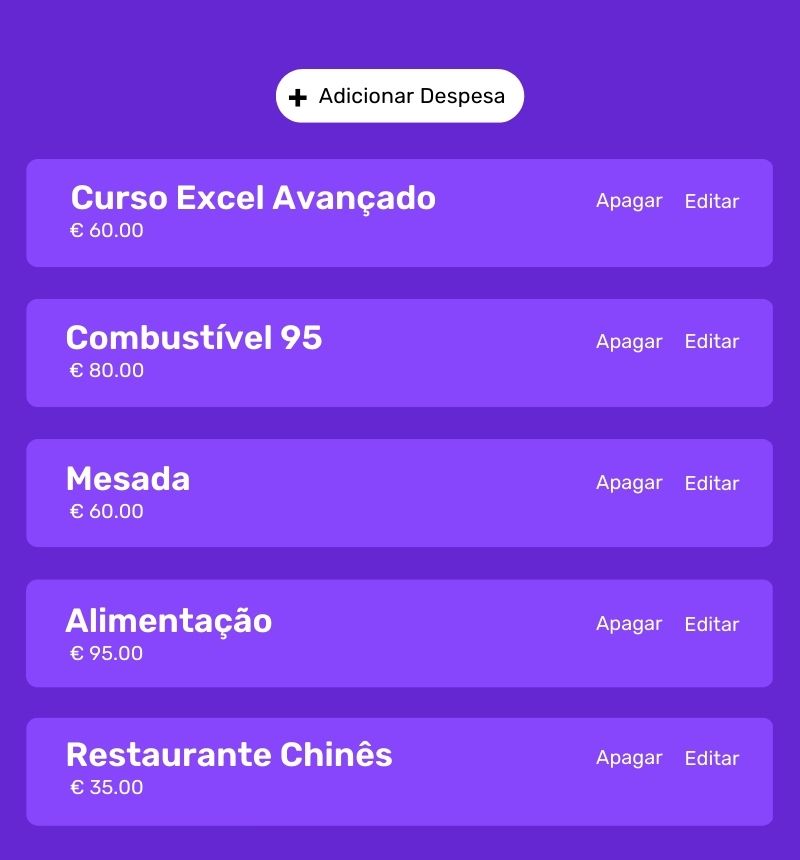 + Adicionar Despesa
Curso Excel Avançado
Apagar Editar
€ 60.00
Combustível 95
Apagar Editar
€ 80.00
Mesada
Apagar Editar
€ 60.00
Alimentação
Apagar Editar
€ 95.00
Restaurante Chinês
Apagar Editar
€ 35.00